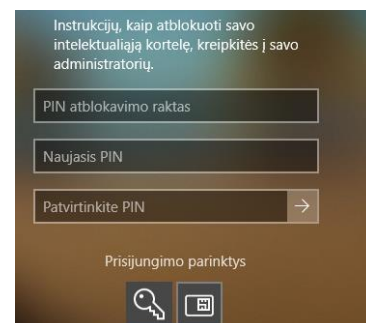 Instrukcijų, kaip atblokuoti savo
intelektualiąją kortelę, kreipkitės į savo
administratorių.
PIN atblokavimo raktas
Naujasis PIN
Patvirtinkite PIN
Prisijungimo parinktys